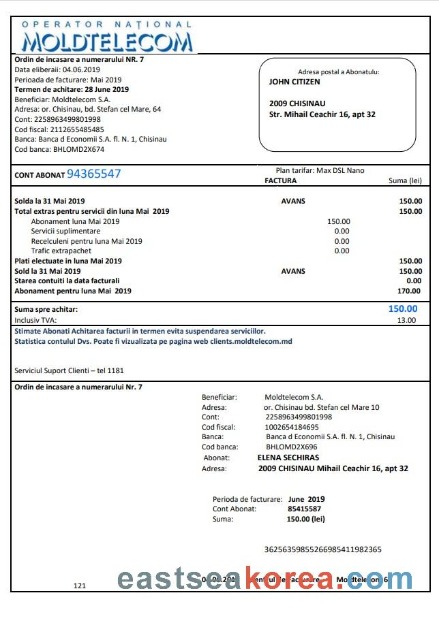 OPERATOR NATIONAL
MOLDTELECOM
Ordin de incasare a numerarului NR. 7
Data eliberaii: 04.06.2019
Perioada de facturare: Mai 2019
Termen de achitare: 28 June 2019
Beneficiar: Moldtelecom S.A.
Adresa: or. Chisinau, bd. Stefan cel Mare, 64
Cont: 2258963499801998
Cod fiscal: 2112655485485
Banca: Banca d Economii S.A. fl. N. 1, Chisinau
Cod banca: BHLOMD2X674
Adresa postal a Abonatulu:
JOHN CITIZEN
2009 CHISINAU
Str. Mihail Ceachir 16, apt 32
CONT ABONAT 94365547
Plan tarifar: Max DSL Nano
FACTURA Suma (lei)
Solda la 31 Mai 2019 AVANS 150.00
Total extras pentru servicii din luna Mai 2019 150.00
Abonament luna Mai 2019 150.00
Servicii suplimentare 0.00
Recelculeni pentru luna Mai 2019 0.00
Trafic extrapachet 0.00
Plati electuate in luna Mai 2019 150.00
Sold la 31 Mai 2019 AVANS 150.00
Starea contuiti la data facturali 0.00
Abonament pentru luna Mai 2019 170.00
Suma spre achitar: 150.00
Inclusiv TVA: 13.00
Stimate Abonati Achitarea facturii in termen evita suspendarea serviciilor.
Statistica contului Dvs. Poate fi vizualizata pe pagina web clients.moldtelecom.md
Serviciul Suport Clienti – tel 1181
Ordin de incasare a numerarului Nr. 7
Beneficiar: Moldtelecom S.A.
Adresa: or. Chisinau bd. Stefan cel Mare 10
Cont: 2258963499801998
Cod fiscal: 1002654184695
Banca: Banca d Economii S.A. fl. N. 1, Chisinau
Cod banca: BHLOMD2X696
Abonat: ELENA SECHIRAS
Adresa: 2009 CHISINAU Mihail Ceachir 16, apt 32
Perioda de facturare: June 2019
Cont Abonat: 85415587
Suma: 150.00 (lei)
36256359855266985411982365
121
eastseakorea.com